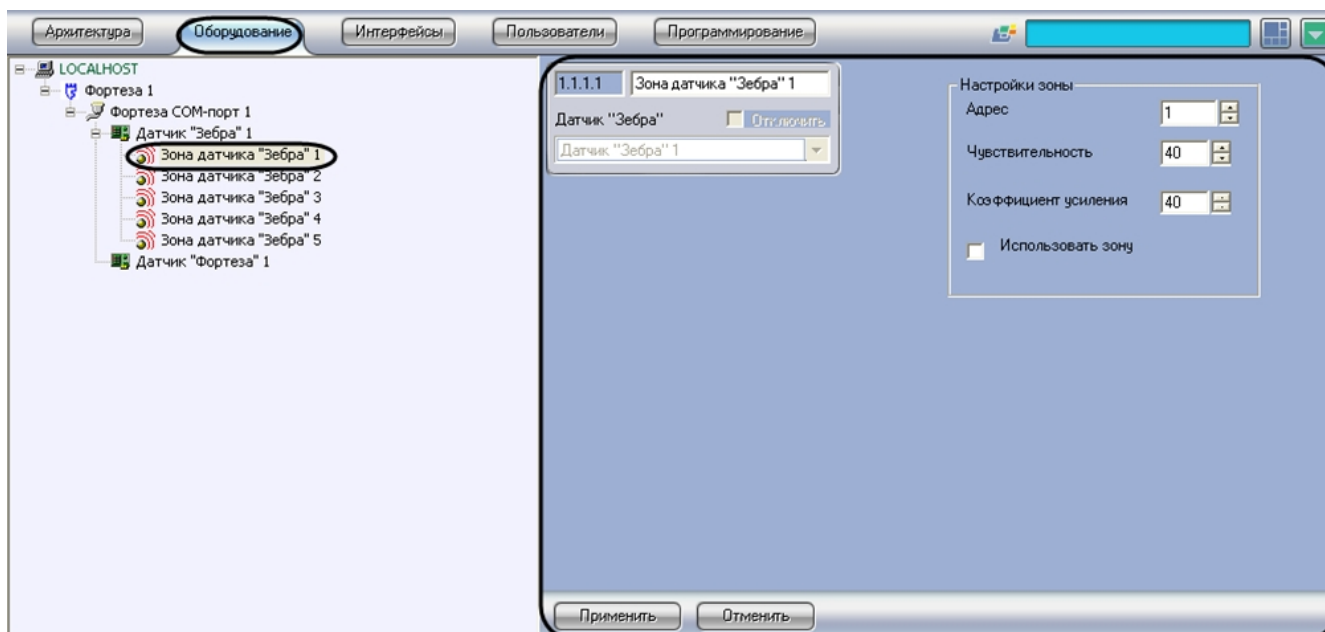 Архитектура Оборудование Интерфейсы Пользователи Программирование
LOCALHOST
Фортеза 1
Фортеза COM-порт 1
Датчик "Зебра" 1
Зона датчика "Зебра" 1
Зона датчика "Зебра" 2
Зона датчика "Зебра" 3
Зона датчика "Зебра" 4
Зона датчика "Зебра" 5
Датчик "Фортеза" 1
1.1.1.1 Зона датчика "Зебра" 1
Датчик "Зебра" Отключить
Датчик "Зебра" 1
Настройки зоны
Адрес 1
Чувствительность 40
Коэффициент усиления 40
Использовать зону
Применить Отменить